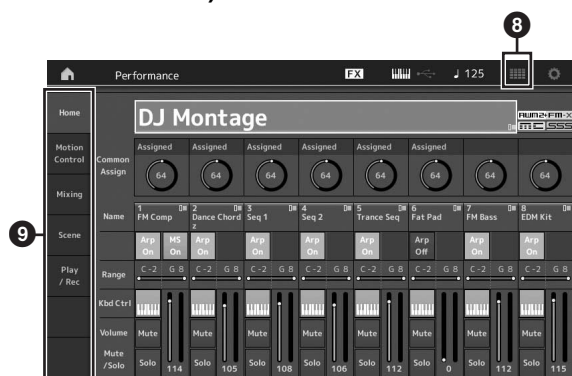 8
Performance FX 125
Home
DJ Montage
AWM2+FM-X
MC SSS
Motion Control
Common Assign
Assigned Assigned Assigned Assigned Assigned Assigned Assigned Assigned
64 64 64 64 64 64 64 64
Mixing
Name
1 FM Comp
2 Dance Chordz
3 Seq 1
4 Seq 2
5 Trance Seq
6 Fat Pad
7 FM Bass
8 EDM Kit
9
Scene
Arp On MS On Arp On Arp On Arp On Arp On Arp Off Arp On Arp On
Play / Rec
Range
C -2 G 8 C -2 G 8 C -2 G 8 C -2 G 8 C -2 G 8 C -2 G 8 C -2 G 8 C -2 G 8
Kbd Ctrl
Volume
Mute Mute Mute Mute Mute Mute Mute Mute
Mute /Solo
Solo 114 Solo 105 Solo 108 Solo 106 Solo 112 Solo 0 Solo 112 Solo 115